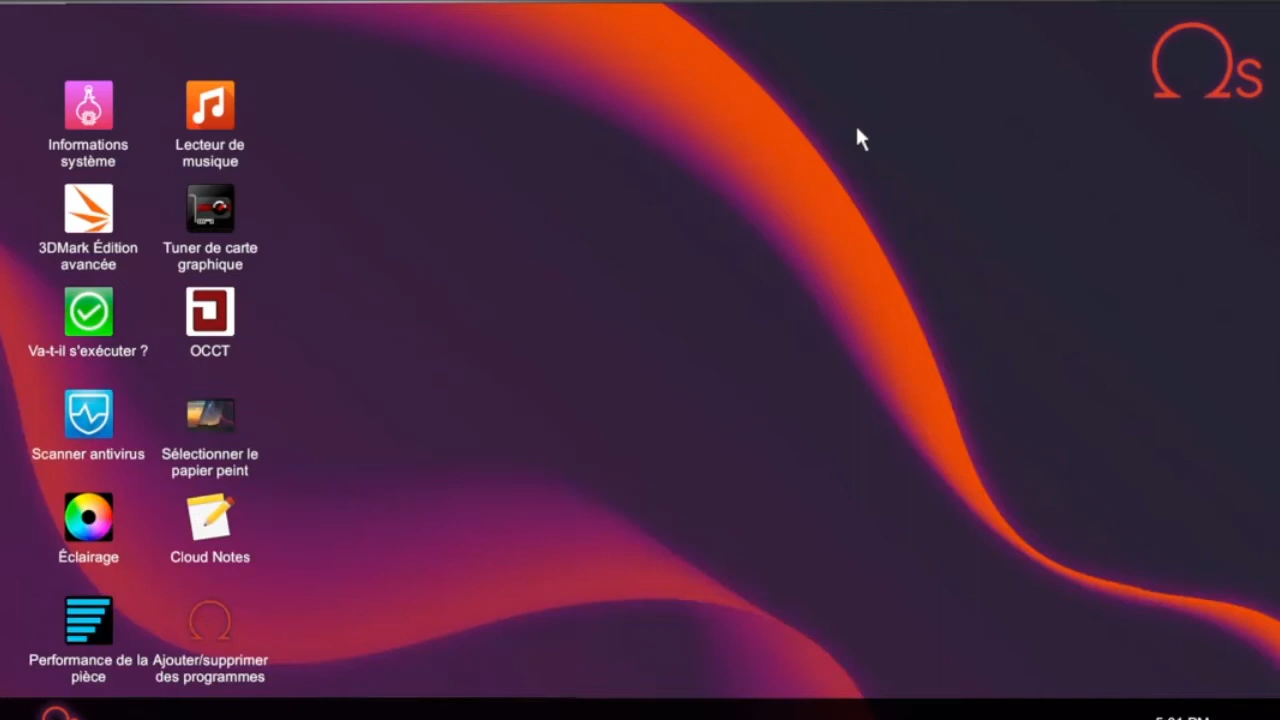 Ωs
Informations
système
Lecteur de
musique
3DMark Édition
avancée
Tuner de carte
graphique
Va-t-il s'exécuter ?
OCCT
Scanner antivirus
Sélectionner le
papier peint
Éclairage
Cloud Notes
Performance de la
pièce
Ajouter/supprimer
des programmes